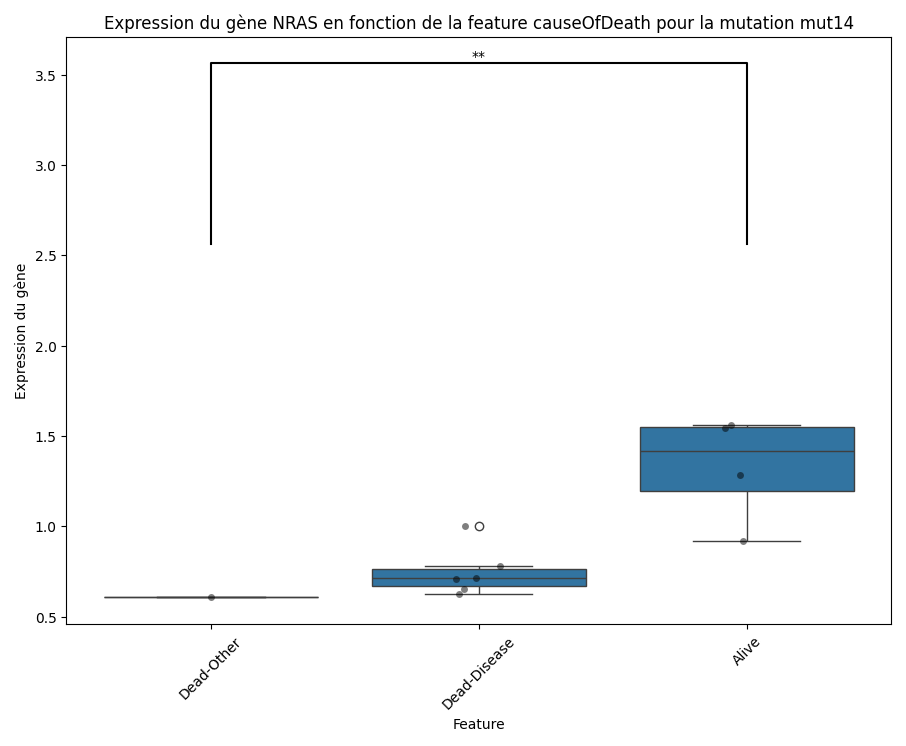 Expression du gène NRAS en fonction de la feature causeOfDeath pour la mutation mut14
**
3.5
3.0
2.5
2.0
1.5
1.0
0.5
Expression du gène
Dead-Other
Dead-Disease
Alive
Feature